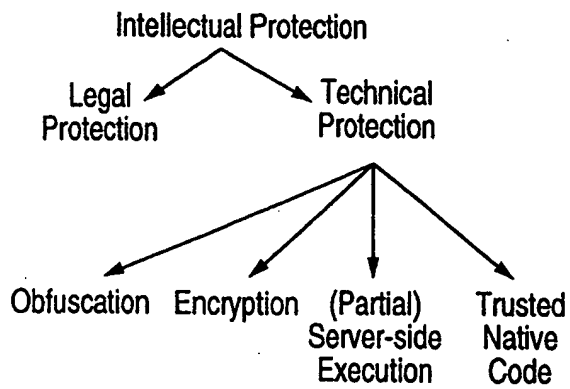 Intellectual Protection
Legal
Protection
Technical
Protection
Obfuscation
Encryption
(Partial)
Server-side
Execution
Trusted
Native
Code